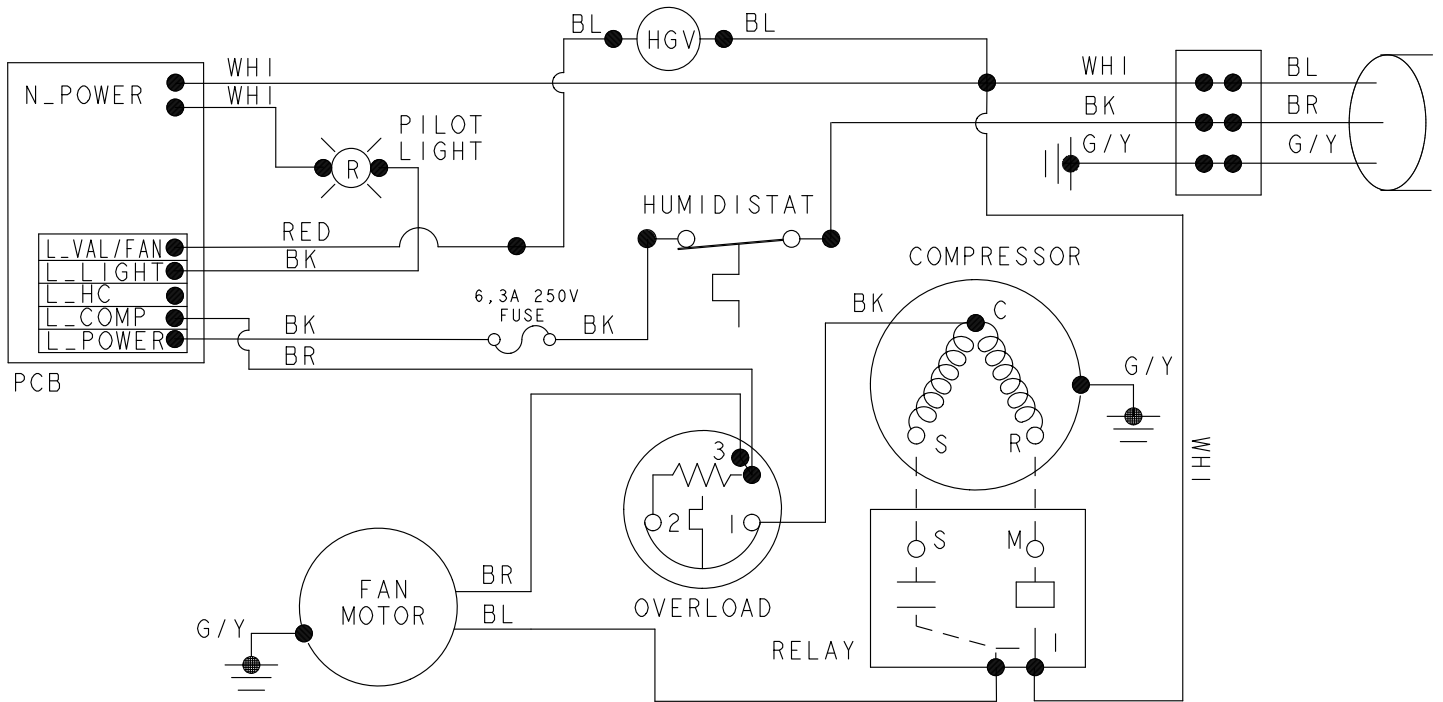 BL
HGV
BL
WHI
WHI
N_POWER
WHI
BL
BK
BR
G/Y
G/Y
PILOT
LIGHT
R
HUMIDISTAT
RED
L_VAL/FAN
BK
L_LIGHT
L_HC
L_COMP
L_POWER
6,3A 250V
FUSE
BK
BK
BR
PCB
COMPRESSOR
BK
C
G/Y
S
R
WHI
3
2
1
OVERLOAD
S
M
1
RELAY
FAN
MOTOR
BR
BL
G/Y